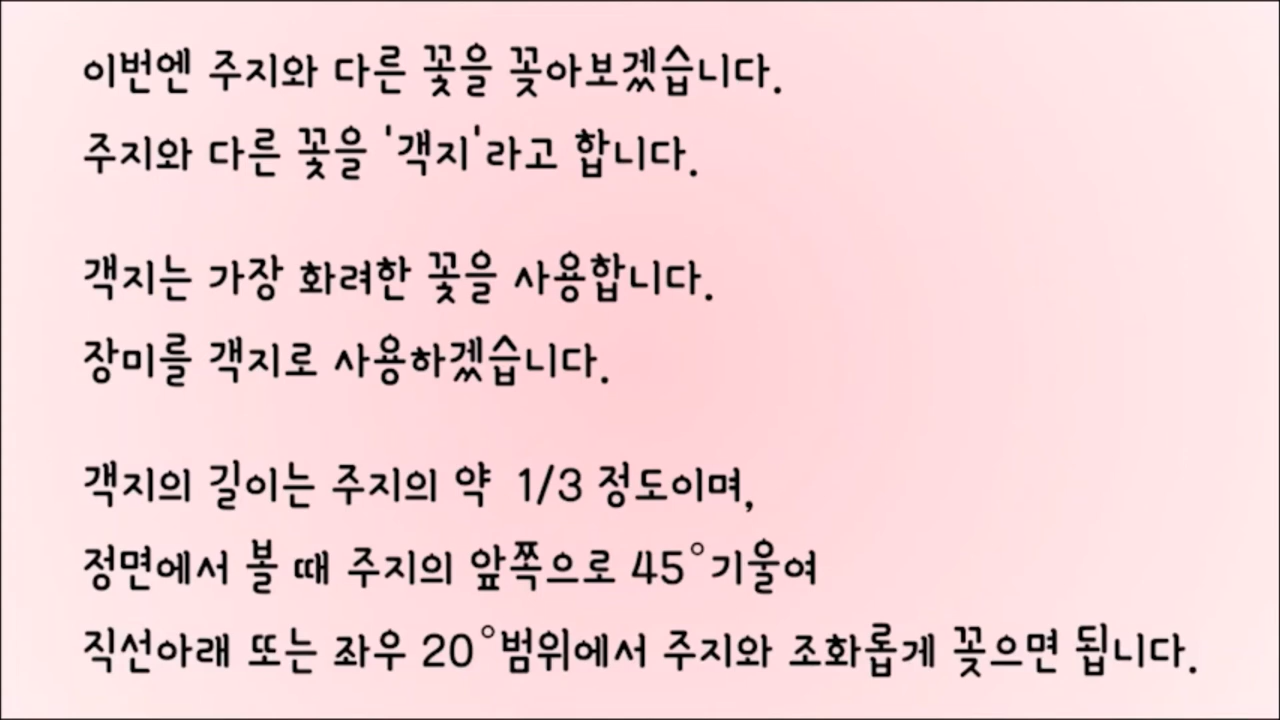 이번엔 주지와 다른 꽃을 꽂아보겠습니다.
주지와 다른 꽃을 '객지'라고 합니다.
객지는 가장 화려한 꽃을 사용합니다.
장미를 객지로 사용하겠습니다.
객지의 길이는 주지의 약 1/3 정도이며,
정면에서 볼 때 주지의 앞쪽으로 45°기울여
직선아래 또는 좌우 20°범위에서 주지와 조화롭게 꽂으면 됩니다.